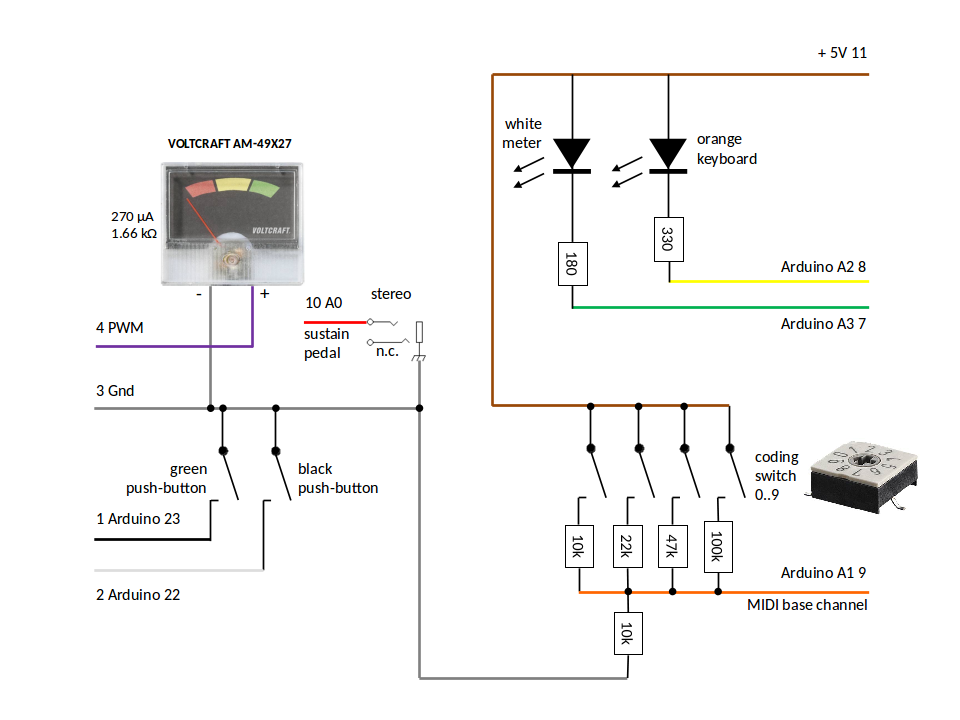 + 5V 11
white
meter
orange
keyboard
VOLTCRAFT AM-49X27
270 µA
1.66 kΩ
VOLTCRAFT
- +
330
180
Arduino A2 8
Arduino A3 7
10 A0
stereo
sustain
pedal
n.c.
4 PWM
3 Gnd
green
push-button
black
push-button
1 Arduino 23
2 Arduino 22
coding
switch
0..9
10k
22k
47k
100k
Arduino A1 9
MIDI base channel
10k